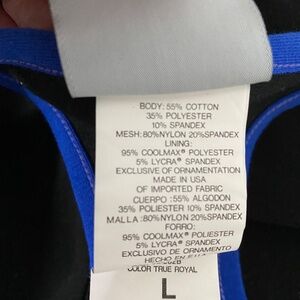 BODY: 55% COTTON
35% POLYESTER
10% SPANDEX
MESH:80%NYLON 20%SPANDEX
LINING:
95% COOLMAX® POLYESTER
5% LYCRA® SPANDEX
EXCLUSIVE OF ORNAMENTATION
MADE IN USA
OF IMPORTED FABRIC
CUERPO :55% ALGODON
35% POLIESTER 10% SPANDEX
MALLA :80%NYLON 20%SPANDEX
FORRO:
95% COOLMAX® POLYESTER
5% LYCRA® SPANDEX
EXCLUSIVO DE ORNAMENTO
HECHO EN
COLOR TRUE ROYAL
L